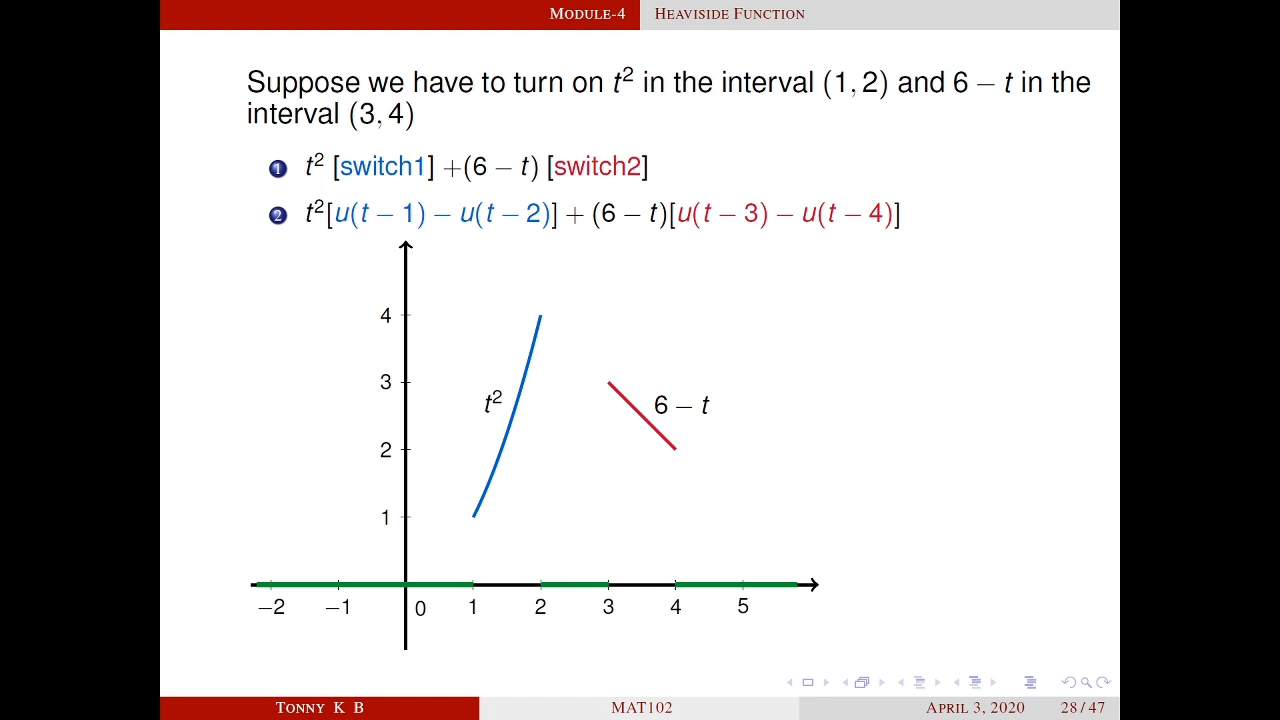 MODULE-4 HEAVISIDE FUNCTION
Suppose we have to turn on t² in the interval (1, 2) and 6 − t in the
interval (3, 4)
1 t² [switch1] +(6 − t) [switch2]
2 t²[u(t − 1) − u(t − 2)] + (6 − t)[u(t − 3) − u(t − 4)]
4
3
t²
6 − t
2
1
−2 −1 0 1 2 3 4 5
TONNY K B MAT102 APRIL 3, 2020 28 / 47